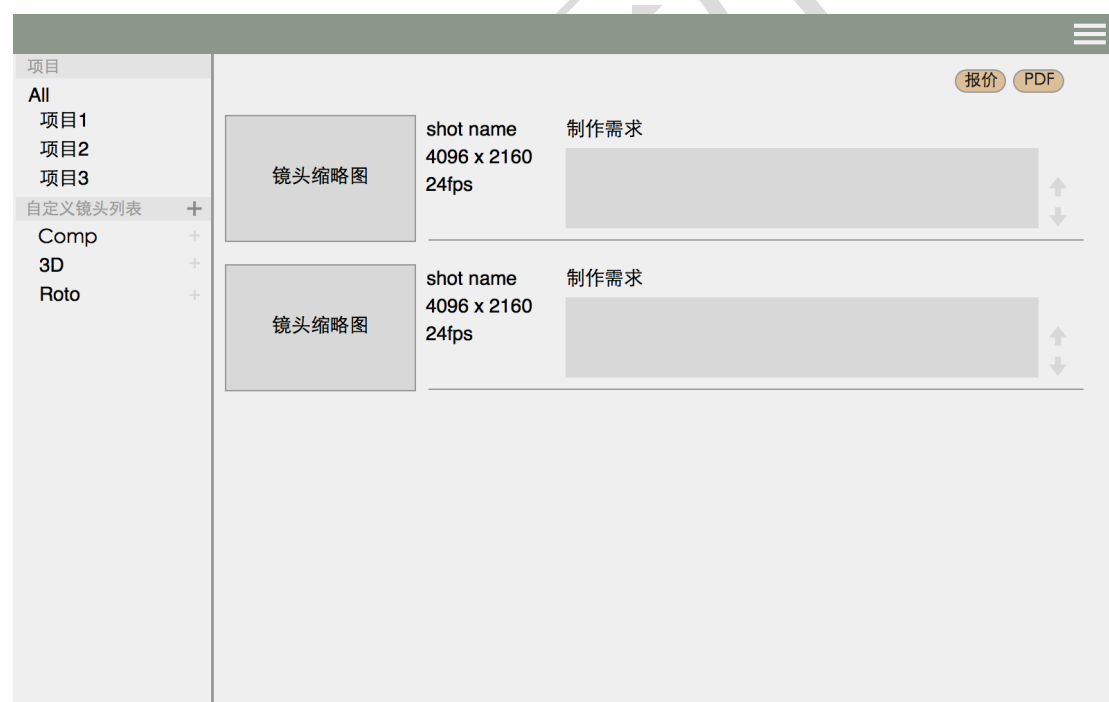 项目
All
项目1
项目2
项目3
自定义镜头列表 +
Comp +
3D +
Roto +
报价 PDF
镜头缩略图
shot name
4096 x 2160
24fps
制作需求
镜头缩略图
shot name
4096 x 2160
24fps
制作需求